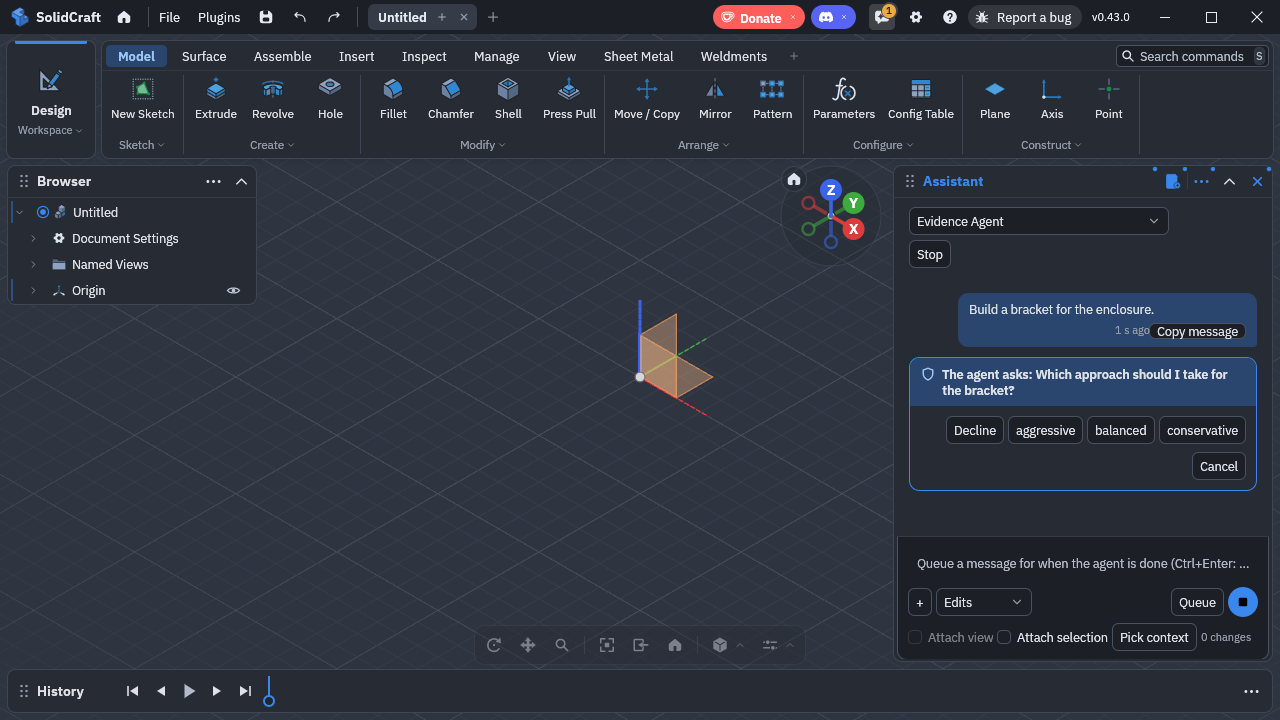 SolidCraft
File
Plugins
Untitled
Donate
1
Report a bug
v0.43.0
Design
Workspace
Model
Surface
Assemble
Insert
Inspect
Manage
View
Sheet Metal
Weldments
Search commands
S
New Sketch
Extrude
Revolve
Hole
Fillet
Chamfer
Shell
Press Pull
Move / Copy
Mirror
Pattern
Parameters
Config Table
Plane
Axis
Point
Sketch
Create
Modify
Arrange
Configure
Construct
Browser
Untitled
Document Settings
Named Views
Origin
Z
Y
X
Assistant
Evidence Agent
Stop
Build a bracket for the enclosure.
1 s ago
Copy message
The agent asks: Which approach should I take for
the bracket?
Decline
aggressive
balanced
conservative
Cancel
Queue a message for when the agent is done (Ctrl+Enter: ...
+
Edits
Queue
Attach view
Attach selection
Pick context
0 changes
History